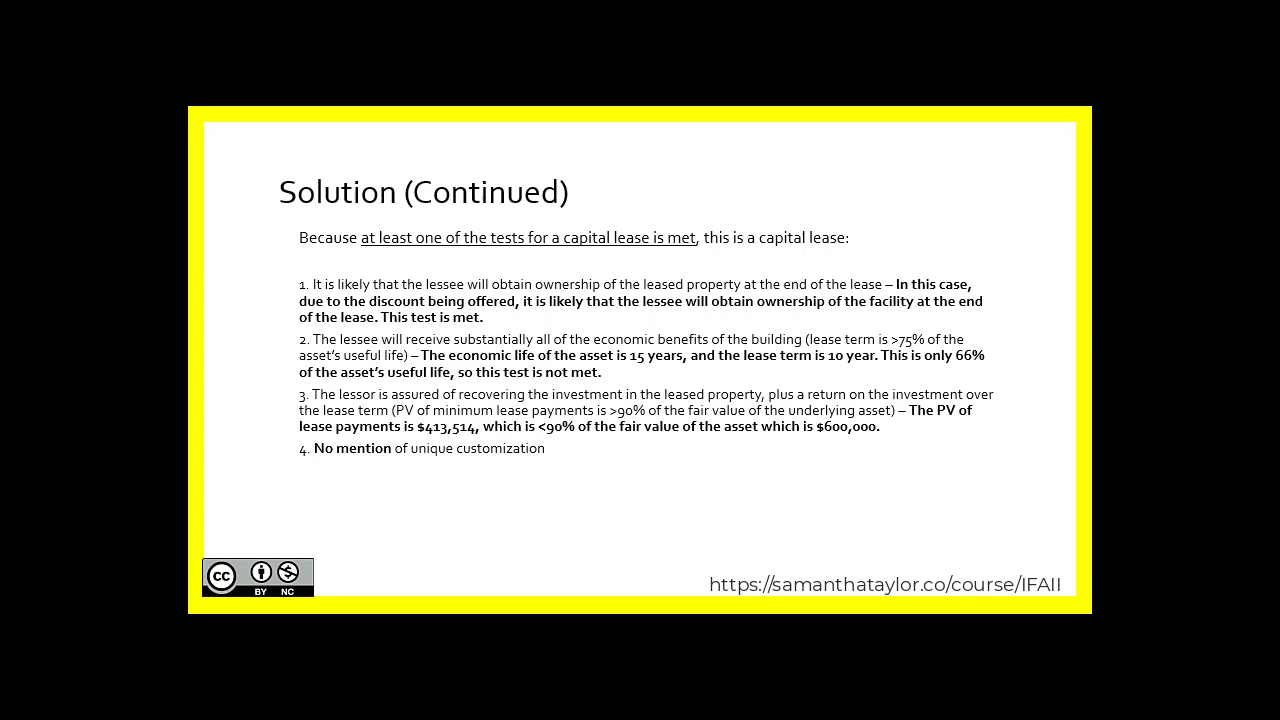 Solution (Continued)
Because at least one of the tests for a capital lease is met, this is a capital lease:
1. It is likely that the lessee will obtain ownership of the leased property at the end of the lease – In this case,
due to the discount being offered, it is likely that the lessee will obtain ownership of the facility at the end
of the lease. This test is met.
2. The lessee will receive substantially all of the economic benefits of the building (lease term is >75% of the
asset's useful life) – The economic life of the asset is 15 years, and the lease term is 10 year. This is only 66%
of the asset's useful life, so this test is not met.
3. The lessor is assured of recovering the investment in the leased property, plus a return on the investment over
the lease term (PV of minimum lease payments is >90% of the fair value of the underlying asset) – The PV of
lease payments is $413,514, which is <90% of the fair value of the asset which is $600,000.
4. No mention of unique customization
cc
BY NC
https://samanthataylor.co/course/IFAII